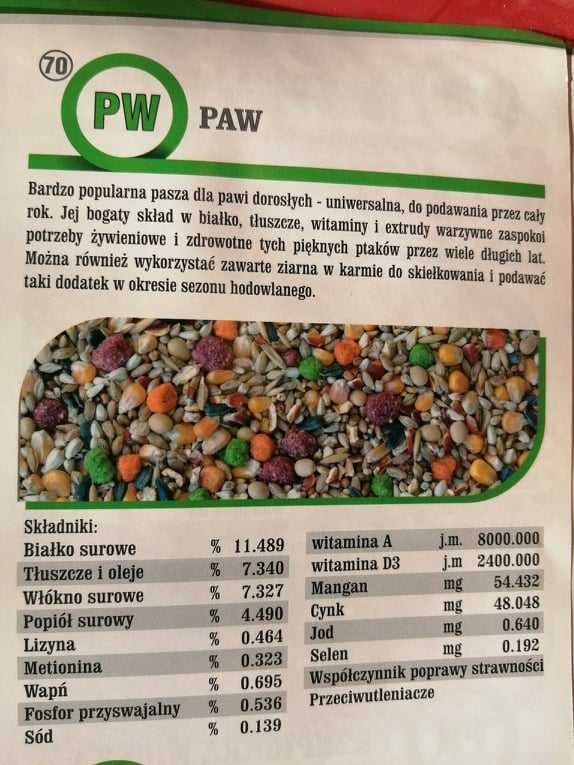 70
PW
PAW
Bardzo popularna pasza dla pawi dorosłych - uniwersalna, do podawania przez cały
rok. Jej bogaty skład w białko, tłuszcze, witaminy i extrudy warzywne zaspokoi
potrzeby żywieniowe i zdrowotne tych pięknych ptaków przez wiele długich lat.
Można również wykorzystać zawarte ziarna w karmie do skiełkowania i podawać
taki dodatek w okresie sezonu hodowlanego.
Składniki:
Białko surowe % 11.489
Tłuszcze i oleje % 7.340
Włókno surowe % 7.327
Popiół surowy % 4.490
Lizyna % 0.464
Metionina % 0.323
Wapń % 0.695
Fosfor przyswajalny % 0.536
Sód % 0.139
witamina A j.m. 8000.000
witamina D3 j.m 2400.000
Mangan mg 54.432
Cynk mg 48.048
Jod mg 0.640
Selen mg 0.192
Współczynnik poprawy strawności
Przeciwutleniacze